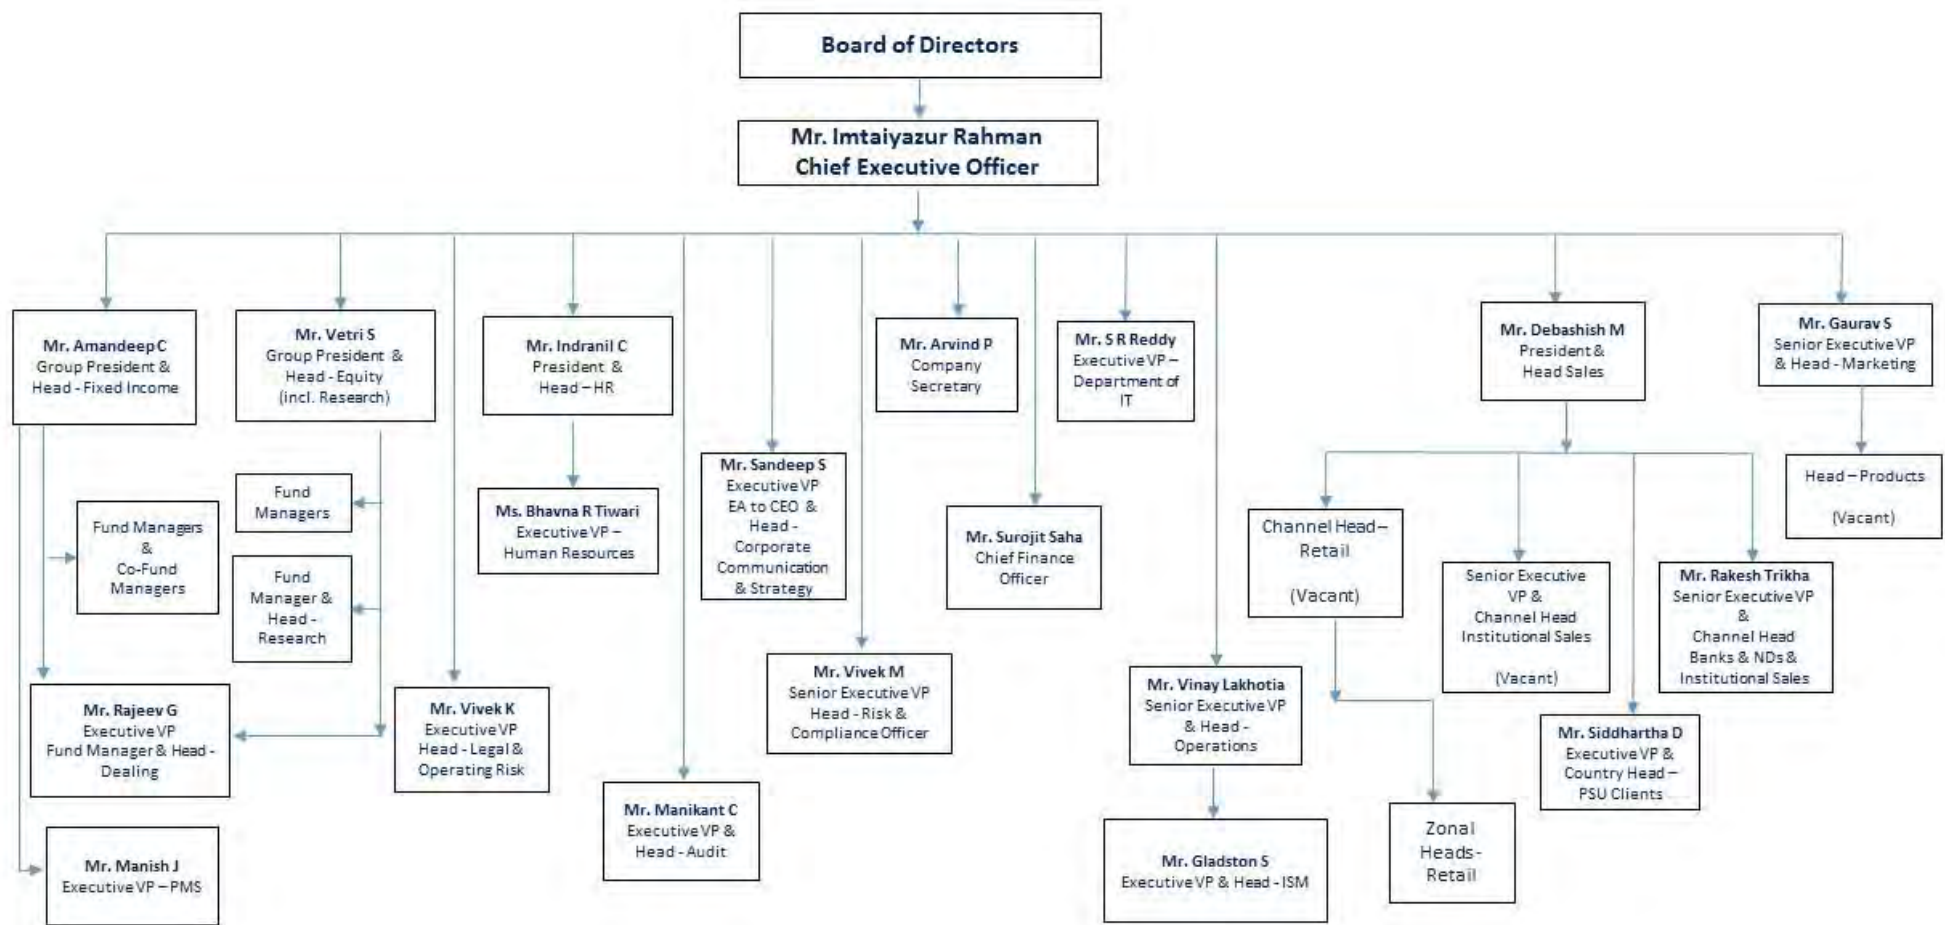 Board of Directors
Mr. Imtaiyazur Rahman
Chief Executive Officer
Mr. Amandeep C
Group President &
Head - Fixed Income
Mr. Vetri S
Group President &
Head - Equity
(incl. Research)
Mr. Indranil C
President &
Head – HR
Mr. Arvind P
Company
Secretary
Mr. S R Reddy
Executive VP –
Department of
IT
Mr. Debashish M
President &
Head Sales
Mr. Gaurav S
Senior Executive VP
& Head - Marketing
Fund Managers
&
Co-Fund
Managers
Fund
Managers
Fund
Manager &
Head -
Research
Ms. Bhavna R Tiwari
Executive VP –
Human Resources
Mr. Sandeep S
Executive VP
EA to CEO &
Head -
Corporate
Communication
& Strategy
Mr. Surojit Saha
Chief Finance
Officer
Channel Head –
Retail
(Vacant)
Senior Executive
VP &
Channel Head
Institutional Sales
(Vacant)
Mr. Rakesh Trikha
Senior Executive VP
&
Channel Head
Banks & NDs &
Institutional Sales
Head – Products
(Vacant)
Mr. Rajeev G
Executive VP
Fund Manager & Head -
Dealing
Mr. Vivek K
Executive VP
Head - Legal &
Operating Risk
Mr. Vivek M
Senior Executive VP
Head - Risk &
Compliance Officer
Mr. Vinay Lakhotia
Senior Executive VP
& Head -
Operations
Mr. Siddhartha D
Executive VP &
Country Head –
PSU Clients
Mr. Manikant C
Executive VP &
Head - Audit
Mr. Manish J
Executive VP – PMS
Mr. Gladston S
Executive VP & Head - ISM
Zonal
Heads-
Retail